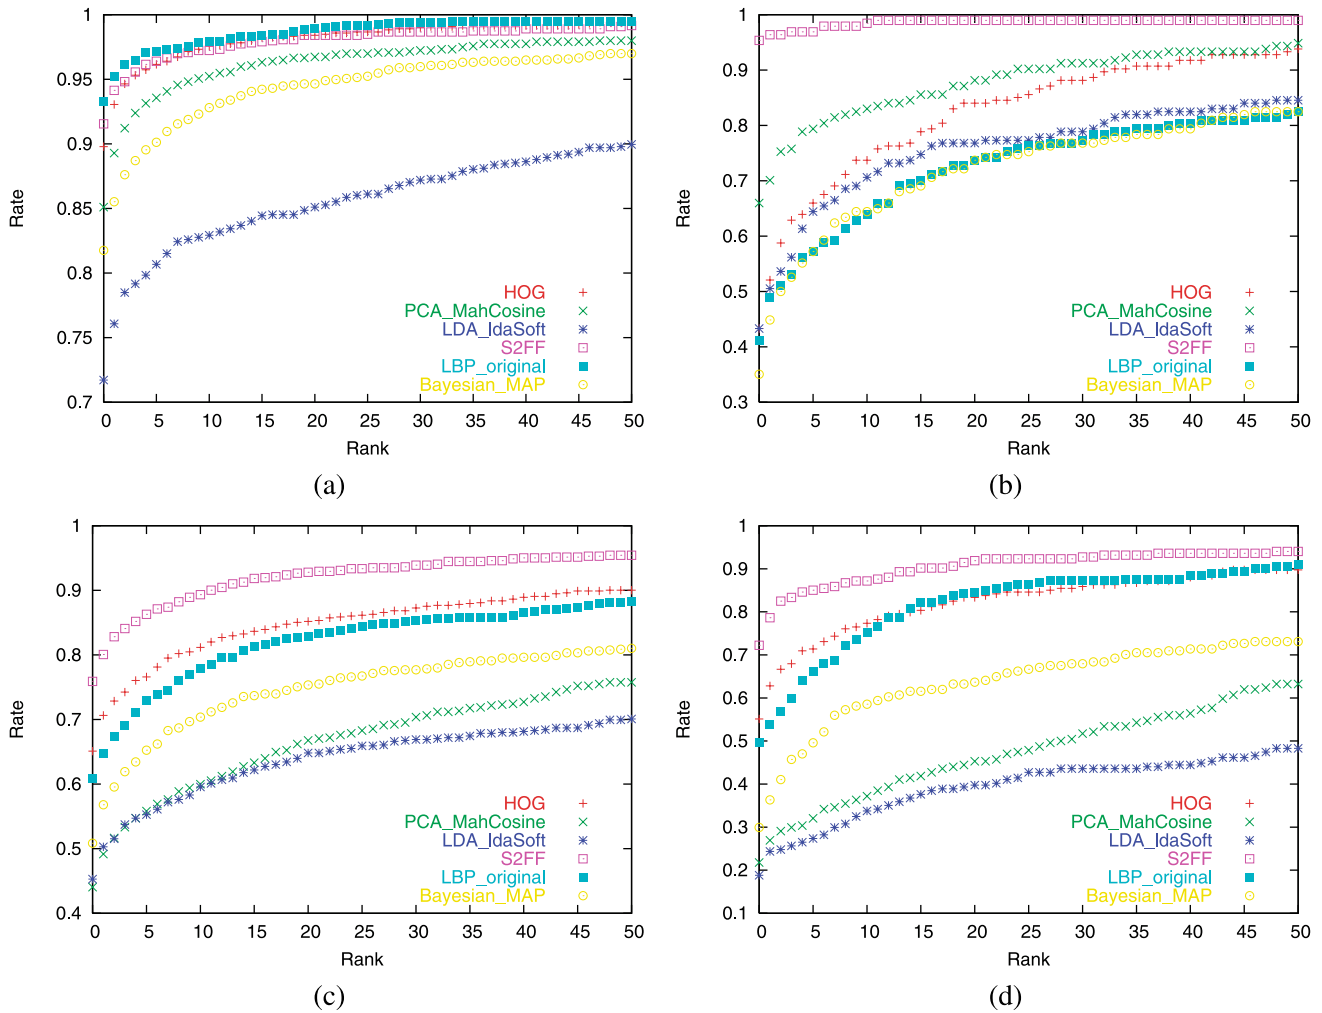 1
0.95
0.9
0.85
0.8
0.75
0.7
Rate
HOG
PCA_MahCosine
LDA_IdaSoft
S2FF
LBP_original
Bayesian_MAP
0 5 10 15 20 25 30 35 40 45 50
Rank
(a)
1
0.9
0.8
0.7
0.6
0.5
0.4
0.3
Rate
HOG
PCA_MahCosine
LDA_IdaSoft
S2FF
LBP_original
Bayesian_MAP
0 5 10 15 20 25 30 35 40 45 50
Rank
(b)
1
0.9
0.8
0.7
0.6
0.5
0.4
Rate
HOG
PCA_MahCosine
LDA_IdaSoft
S2FF
LBP_original
Bayesian_MAP
0 5 10 15 20 25 30 35 40 45 50
Rank
(c)
1
0.9
0.8
0.7
0.6
0.5
0.4
0.3
0.2
0.1
Rate
HOG
PCA_MahCosine
LDA_IdaSoft
S2FF
LBP_original
Bayesian_MAP
0 5 10 15 20 25 30 35 40 45 50
Rank
(d)